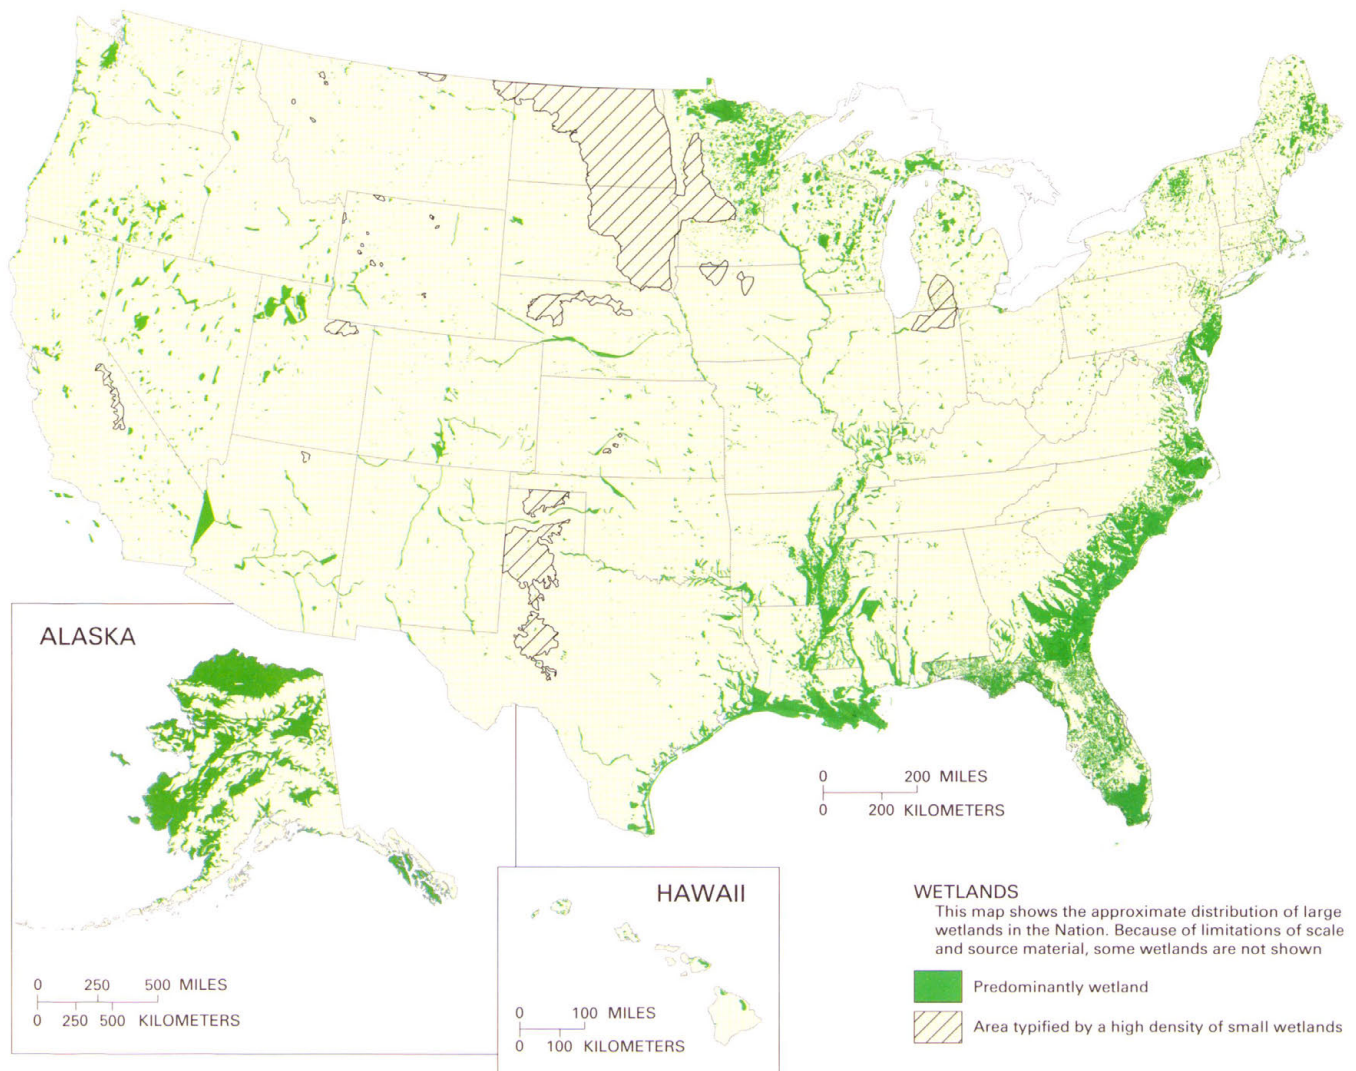 ALASKA
0 250 500 MILES
0 250 500 KILOMETERS
HAWAII
0 100 MILES
0 100 KILOMETERS
0 200 MILES
0 200 KILOMETERS
WETLANDS
This map shows the approximate distribution of large
wetlands in the Nation. Because of limitations of scale
and source material, some wetlands are not shown
Predominantly wetland
Area typified by a high density of small wetlands